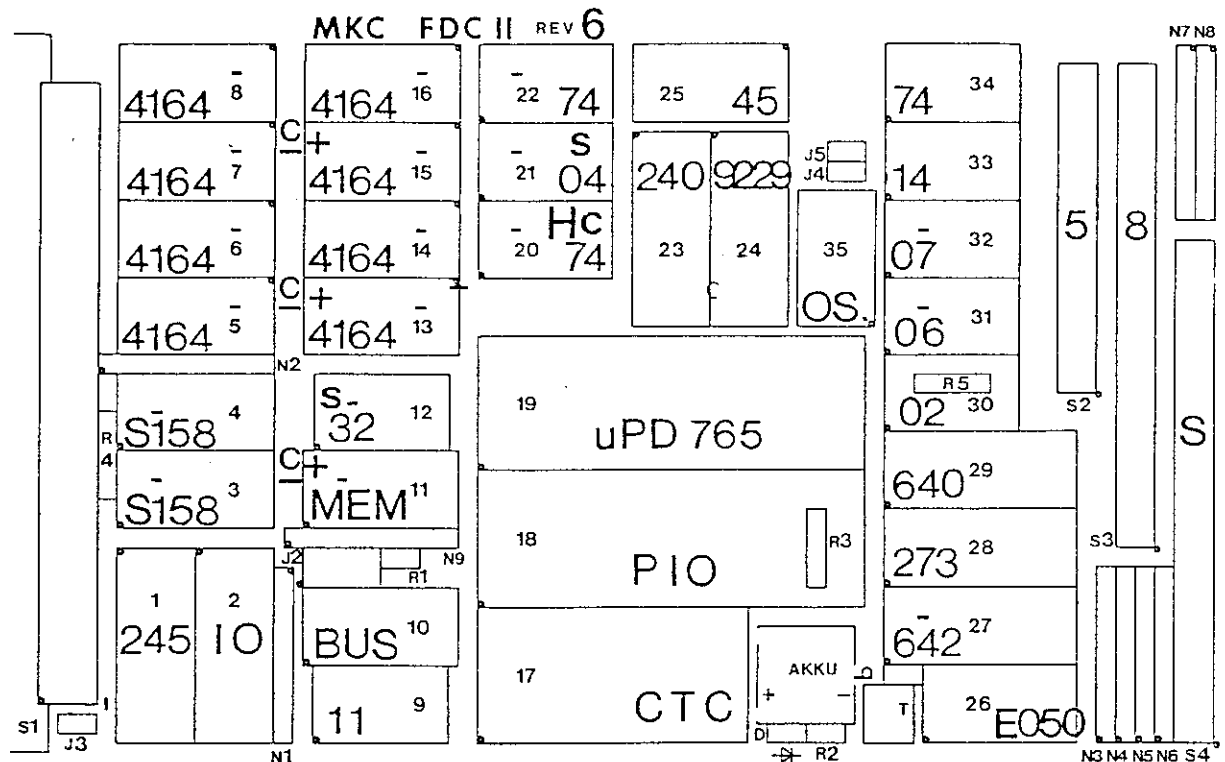 MKC FDC II REV 6
N7 N8
4164 8
4164 16
22 74
25 45
74 34
C +
4164 7
4164 15
S
21 04
240
9229
J5
J4
14 33
5
8
4164 6
4164 14
Hc
20 74
23
24
35
OS.
07 32
C +
4164 5
4164 13
06 31
N2
R5
02 30
S2
S
S158 4
S
32 12
19
uPD 765
R
4
C +
S158 3
MEM 11
640 29
18
PIO
R3
273 28
S3
J2
N9
R1
1
245
2
IO
BUS 10
642 27
17
CTC
AKKU
+ -
b
11 9
T
26 E050
S1
J3
N1
D
R2
N3 N4 N5 N6 S4